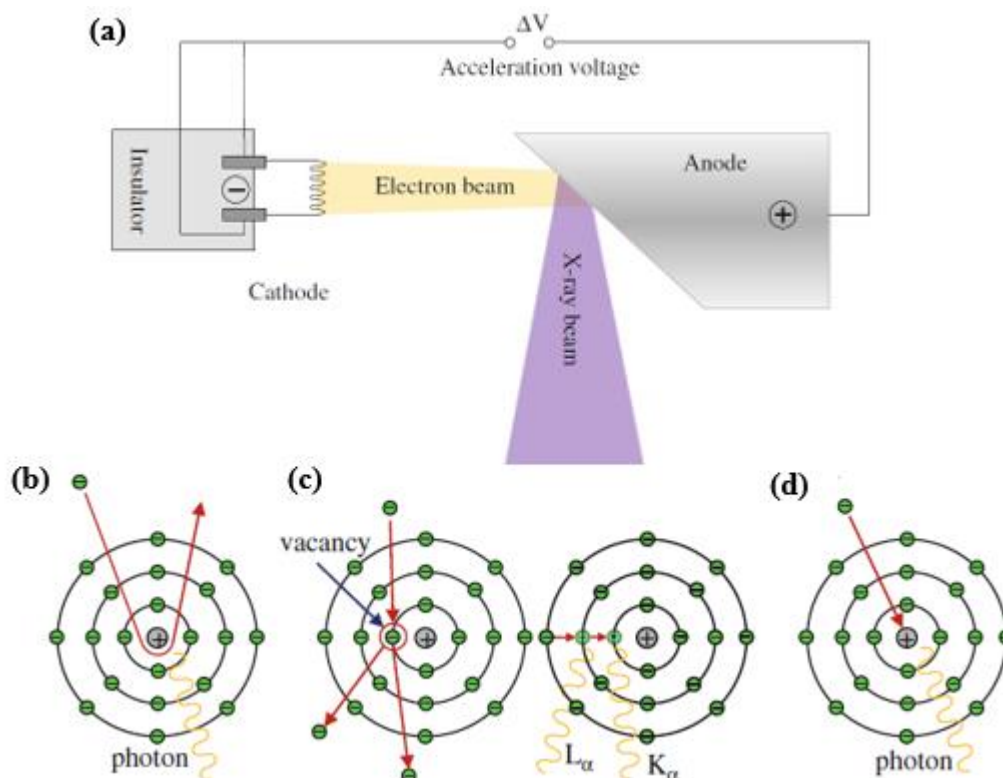 (a)
ΔV
Acceleration voltage
Insulator
−
Electron beam
Anode
+
Cathode
X-ray beam
(b)
(c)
(d)
vacancy
photon
Lα
Kα
photon